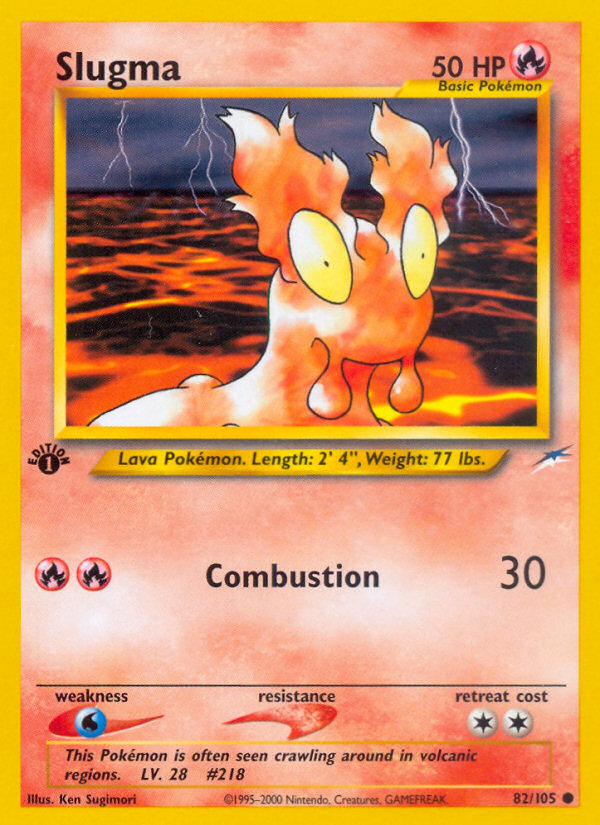 Slugma
50 HP
Basic Pokémon
EDITION
1
Lava Pokémon. Length: 2' 4", Weight: 77 lbs.
Combustion 30
weakness resistance retreat cost
This Pokémon is often seen crawling around in volcanic
regions. LV. 28 #218
Illus. Ken Sugimori ©1995-2000 Nintendo, Creatures, GAMEFREAK. 82/105